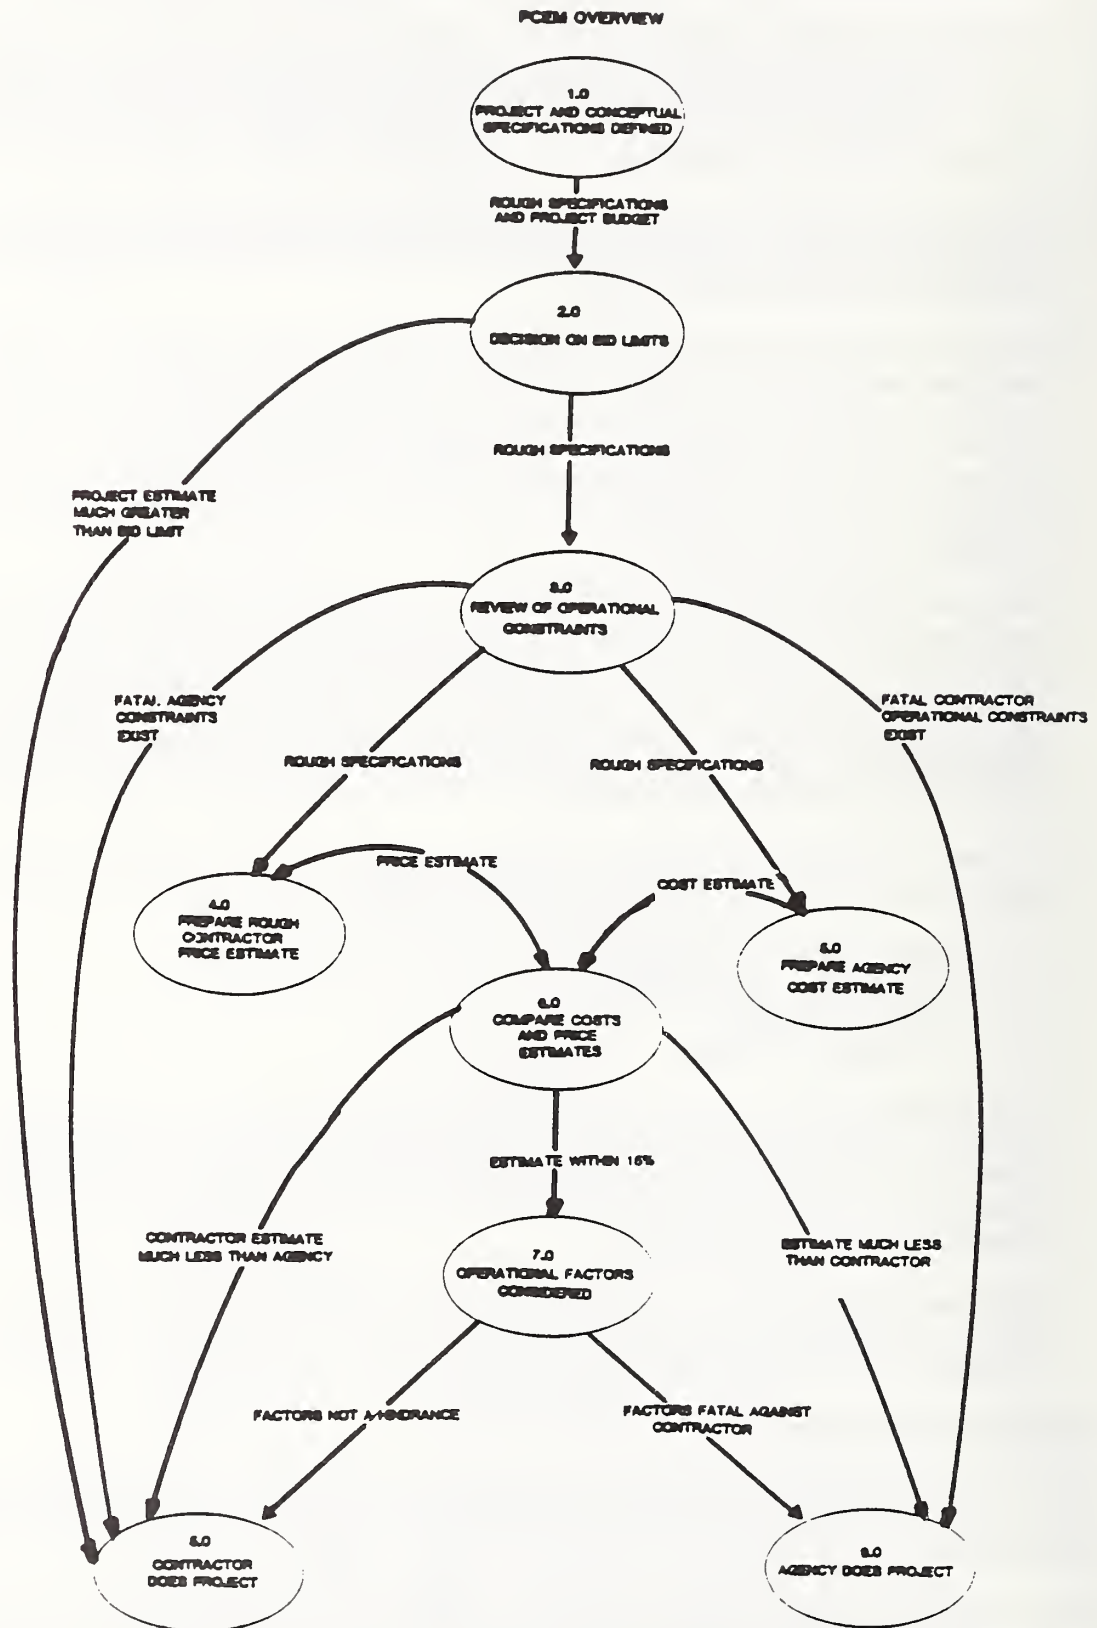 PCEM OVERVIEW
1.0
PROJECT AND CONCEPTUAL
SPECIFICATIONS DEFINED
ROUGH SPECIFICATIONS
AND PROJECT BUDGET
2.0
DECISION ON BID LIMITS
ROUGH SPECIFICATIONS
PROJECT ESTIMATE
MUCH GREATER
THAN BID LIMIT
3.0
REVIEW OF OPERATIONAL
CONSTRAINTS
FATAL AGENCY
CONSTRAINTS
EXIST
FATAL CONTRACTOR
OPERATIONAL CONSTRAINTS
EXIST
ROUGH SPECIFICATIONS
ROUGH SPECIFICATIONS
PRICE ESTIMATE
COST ESTIMATE
4.0
PREPARE ROUGH
CONTRACTOR
PRICE ESTIMATE
5.0
PREPARE AGENCY
COST ESTIMATE
6.0
COMPARE COSTS
AND PRICE
ESTIMATES
ESTIMATE WITHIN 15%
CONTRACTOR ESTIMATE
MUCH LESS THAN AGENCY
ESTIMATE MUCH LESS
THAN CONTRACTOR
7.0
OPERATIONAL FACTORS
CONSIDERED
FACTORS NOT A HINDRANCE
FACTORS FATAL AGAINST
CONTRACTOR
CONTRACTOR
DOES PROJECT
9.0
AGENCY DOES PROJECT